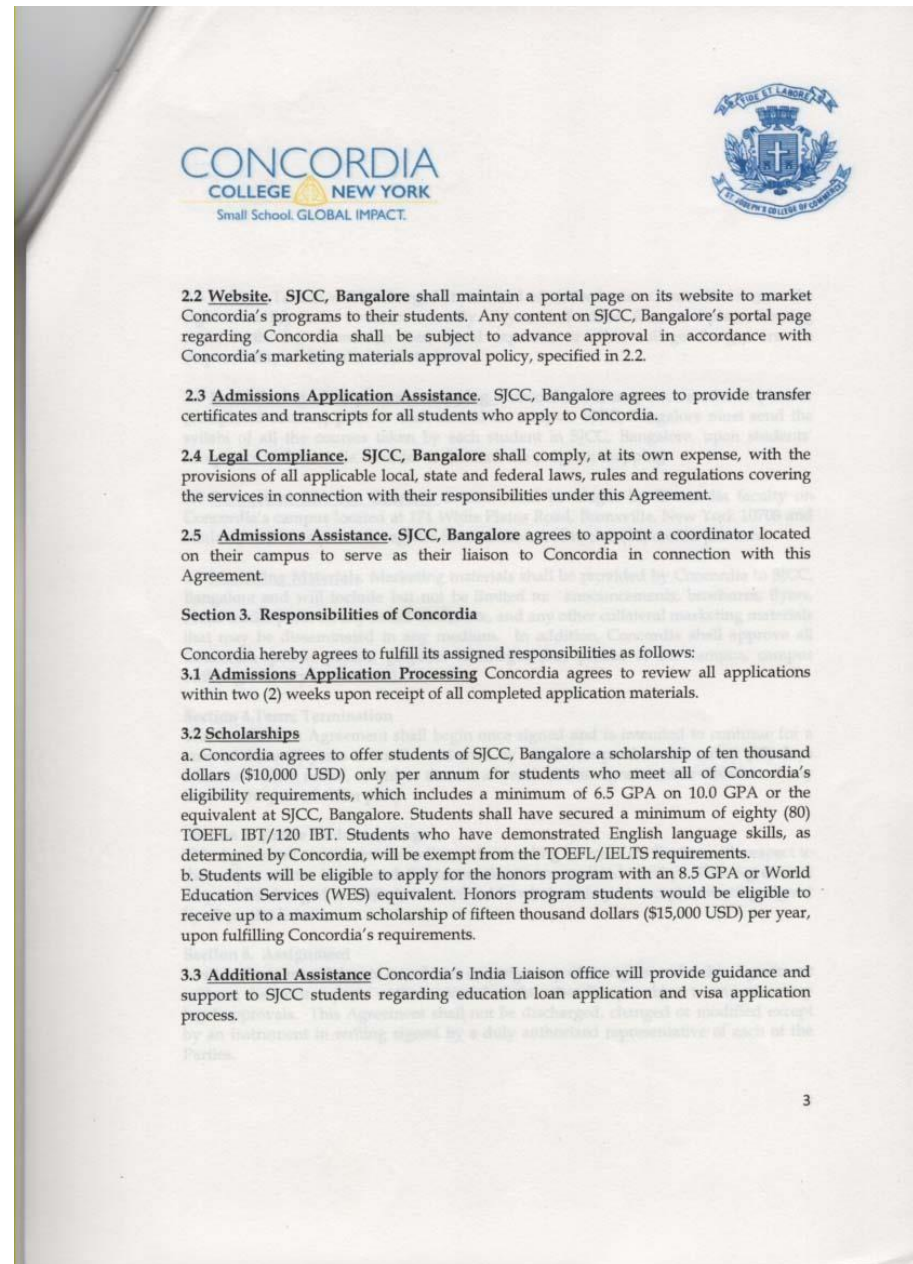 CONCORDIA
COLLEGE NEW YORK
Small School. GLOBAL IMPACT.
FIDE ET LABORE
ST. JOSEPH'S COLLEGE OF COMMERCE
2.2 Website. SJCC, Bangalore shall maintain a portal page on its website to market
Concordia's programs to their students. Any content on SJCC, Bangalore's portal page
regarding Concordia shall be subject to advance approval in accordance with
Concordia's marketing materials approval policy, specified in 2.2.
2.3 Admissions Application Assistance. SJCC, Bangalore agrees to provide transfer
certificates and transcripts for all students who apply to Concordia.
2.4 Legal Compliance. SJCC, Bangalore shall comply, at its own expense, with the
provisions of all applicable local, state and federal laws, rules and regulations covering
the services in connection with their responsibilities under this Agreement.
2.5 Admissions Assistance. SJCC, Bangalore agrees to appoint a coordinator located
on their campus to serve as their liaison to Concordia in connection with this
Agreement.
Section 3. Responsibilities of Concordia
Concordia hereby agrees to fulfill its assigned responsibilities as follows:
3.1 Admissions Application Processing Concordia agrees to review all applications
within two (2) weeks upon receipt of all completed application materials.
3.2 Scholarships
a. Concordia agrees to offer students of SJCC, Bangalore a scholarship of ten thousand
dollars ($10,000 USD) only per annum for students who meet all of Concordia's
eligibility requirements, which includes a minimum of 6.5 GPA on 10.0 GPA or the
equivalent at SJCC, Bangalore. Students shall have secured a minimum of eighty (80)
TOEFL IBT/120 IBT. Students who have demonstrated English language skills, as
determined by Concordia, will be exempt from the TOEFL/IELTS requirements.
b. Students will be eligible to apply for the honors program with an 8.5 GPA or World
Education Services (WES) equivalent. Honors program students would be eligible to
receive up to a maximum scholarship of fifteen thousand dollars ($15,000 USD) per year,
upon fulfilling Concordia's requirements.
3.3 Additional Assistance Concordia's India Liaison office will provide guidance and
support to SJCC students regarding education loan application and visa application
process.
3